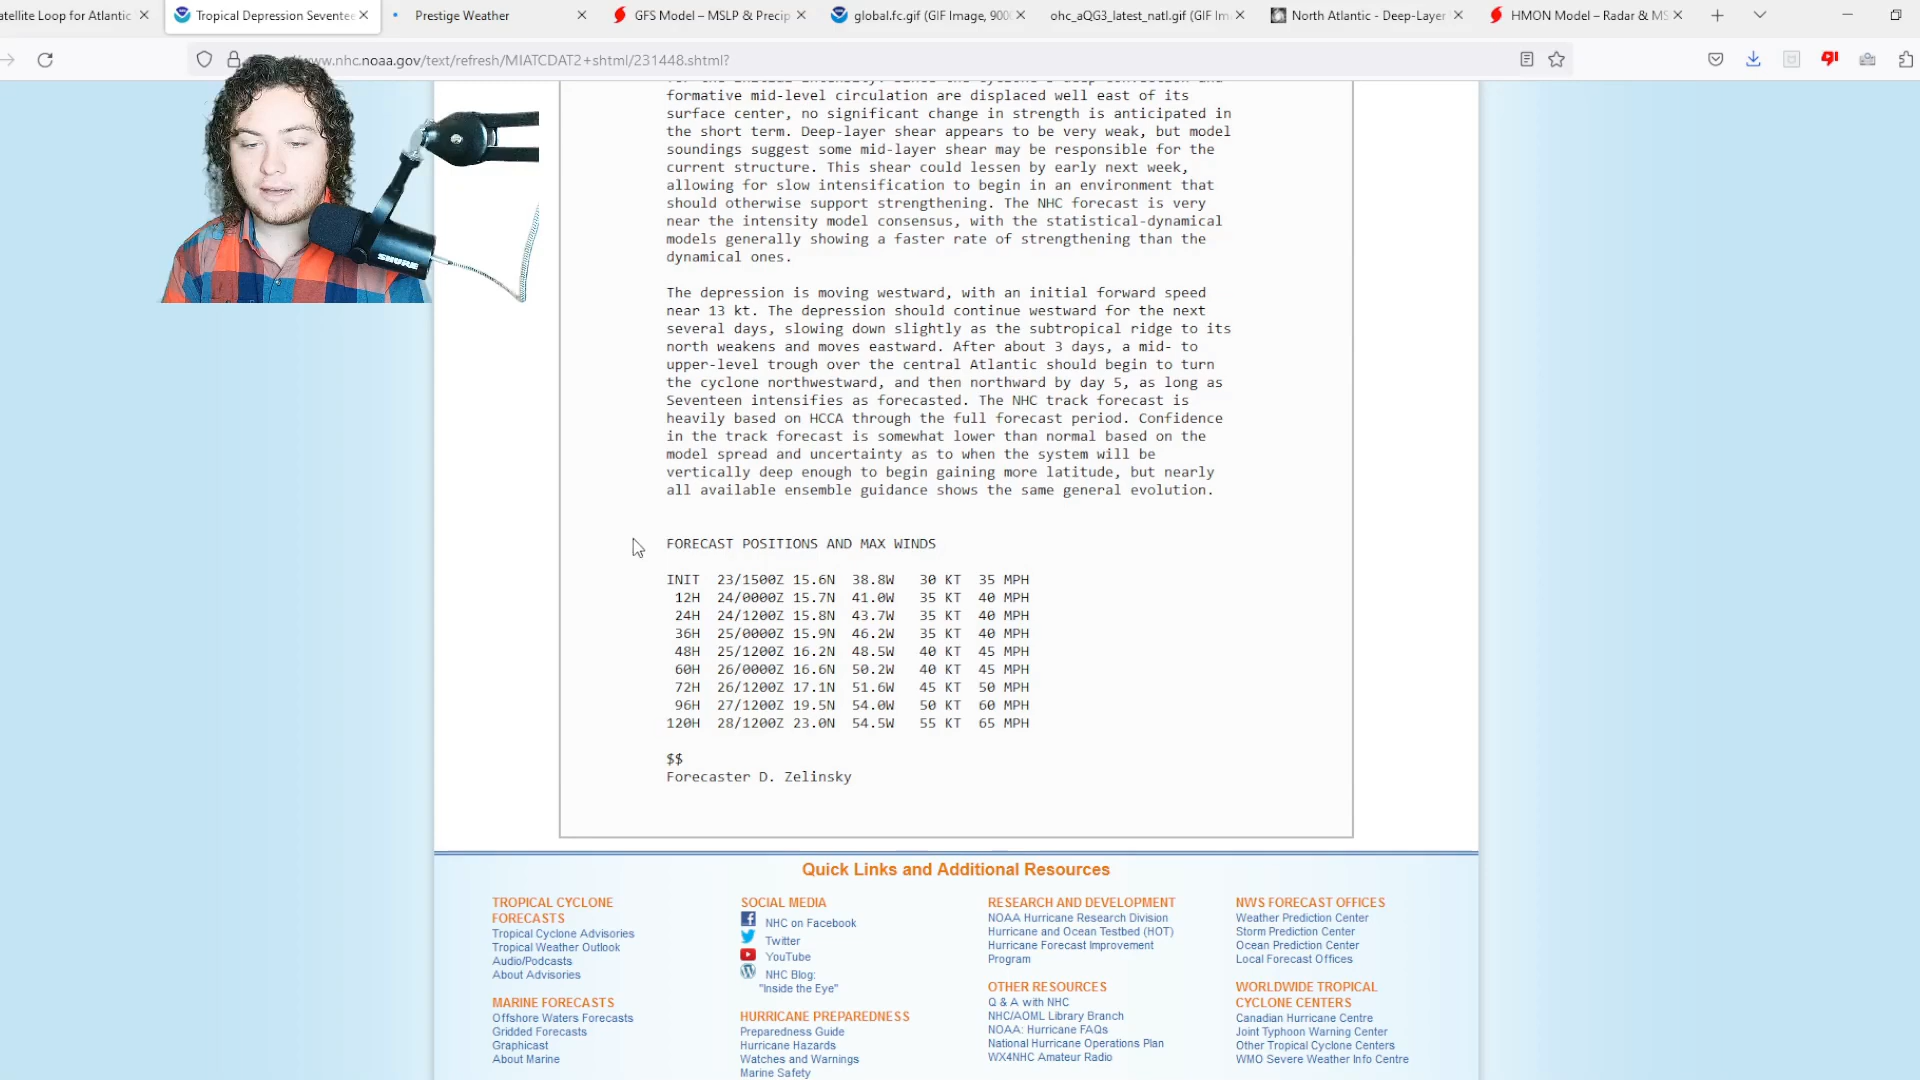 atellite Loop for Atlantic
Tropical Depression Seventee
Prestige Weather
GFS Model – MSLP & Precip
global.fc.gif (GIF Image, 900
ohc_aQG3_latest_natl.gif (GIF Im
North Atlantic - Deep-Layer
HMON Model – Radar & MS
www.nhc.noaa.gov/text/refresh/MIATCDAT2+shtml/231448.shtml?
formative mid-level circulation are displaced well east of its
surface center, no significant change in strength is anticipated in
the short term. Deep-layer shear appears to be very weak, but model
soundings suggest some mid-layer shear may be responsible for the
current structure. This shear could lessen by early next week,
allowing for slow intensification to begin in an environment that
should otherwise support strengthening. The NHC forecast is very
near the intensity model consensus, with the statistical-dynamical
models generally showing a faster rate of strengthening than the
dynamical ones.
The depression is moving westward, with an initial forward speed
near 13 kt. The depression should continue westward for the next
several days, slowing down slightly as the subtropical ridge to its
north weakens and moves eastward. After about 3 days, a mid- to
upper-level trough over the central Atlantic should begin to turn
the cyclone northwestward, and then northward by day 5, as long as
Seventeen intensifies as forecasted. The NHC track forecast is
heavily based on HCCA through the full forecast period. Confidence
in the track forecast is somewhat lower than normal based on the
model spread and uncertainty as to when the system will be
vertically deep enough to begin gaining more latitude, but nearly
all available ensemble guidance shows the same general evolution.
FORECAST POSITIONS AND MAX WINDS
INIT 23/1500Z 15.6N 38.8W 30 KT 35 MPH
12H 24/0000Z 15.7N 41.0W 35 KT 40 MPH
24H 24/1200Z 15.8N 43.7W 35 KT 40 MPH
36H 25/0000Z 15.9N 46.2W 35 KT 40 MPH
48H 25/1200Z 16.2N 48.5W 40 KT 45 MPH
60H 26/0000Z 16.6N 50.2W 40 KT 45 MPH
72H 26/1200Z 17.1N 51.6W 45 KT 50 MPH
96H 27/1200Z 19.5N 54.0W 50 KT 60 MPH
120H 28/1200Z 23.0N 54.5W 55 KT 65 MPH
$$
Forecaster D. Zelinsky
SHURE
Quick Links and Additional Resources
TROPICAL CYCLONE
FORECASTS
Tropical Cyclone Advisories
Tropical Weather Outlook
Audio/Podcasts
About Advisories
MARINE FORECASTS
Offshore Waters Forecasts
Gridded Forecasts
Graphicast
About Marine
SOCIAL MEDIA
NHC on Facebook
Twitter
YouTube
NHC Blog:
"Inside the Eye"
HURRICANE PREPAREDNESS
Preparedness Guide
Hurricane Hazards
Watches and Warnings
Marine Safety
RESEARCH AND DEVELOPMENT
NOAA Hurricane Research Division
Hurricane and Ocean Testbed (HOT)
Hurricane Forecast Improvement
Program
OTHER RESOURCES
Q & A with NHC
NHC/AOML Library Branch
NOAA: Hurricane FAQs
National Hurricane Operations Plan
WX4NHC Amateur Radio
NWS FORECAST OFFICES
Weather Prediction Center
Storm Prediction Center
Ocean Prediction Center
Local Forecast Offices
WORLDWIDE TROPICAL
CYCLONE CENTERS
Canadian Hurricane Centre
Joint Typhoon Warning Center
Other Tropical Cyclone Centers
WMO Severe Weather Info Centre